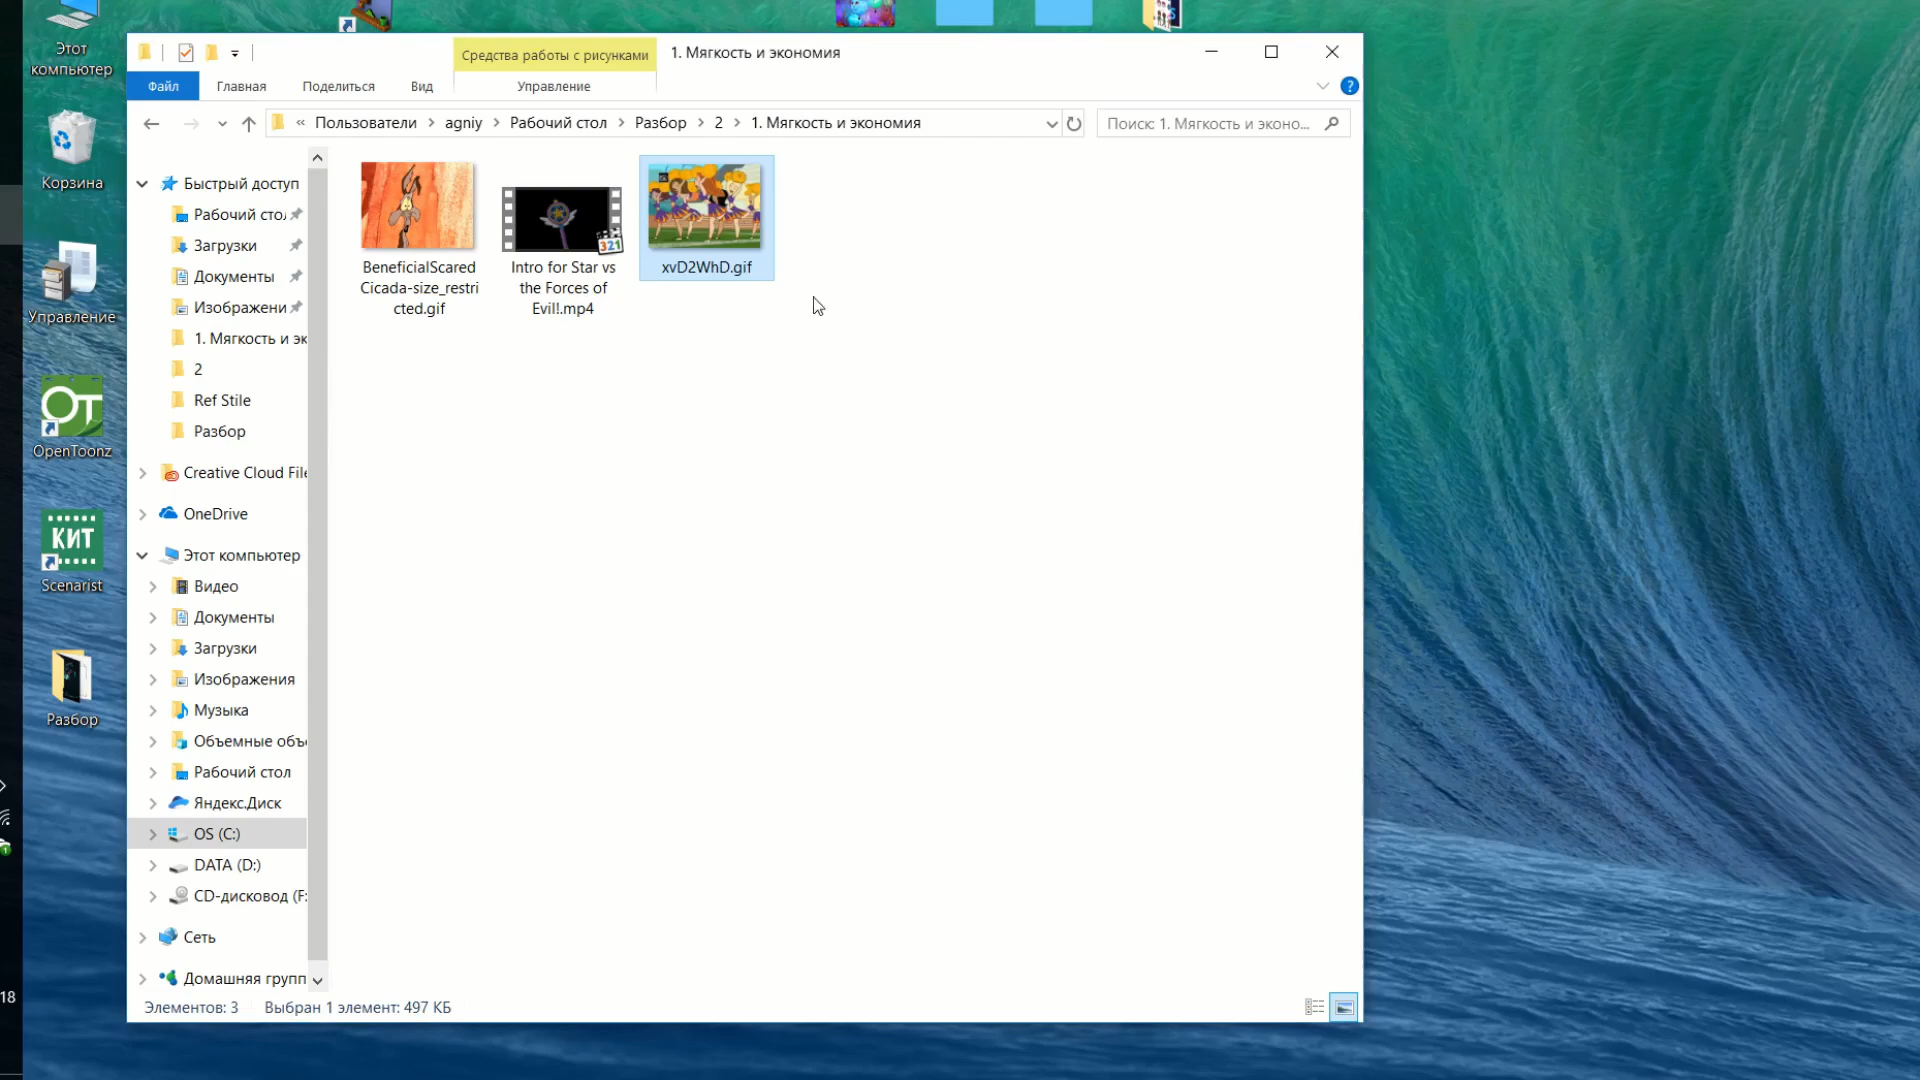 Этот
компьютер
Корзина
Управление
OpenToonz
КИТ
Scenarist
Разбор
18
Средства работы с рисунками
1. Мягкость и экономия
Файл
Главная
Поделиться
Вид
Управление
« Пользователи > agniy > Рабочий стол > Разбор > 2 > 1. Мягкость и экономия
Поиск: 1. Мягкость и эконо...
Быстрый доступ
Рабочий стол
Загрузки
Документы
Изображени
1. Мягкость и эк
2
Ref Stile
Разбор
Creative Cloud File
OneDrive
Этот компьютер
Видео
Документы
Загрузки
Изображения
Музыка
Объемные объе
Рабочий стол
Яндекс.Диск
OS (C:)
DATA (D:)
CD-дисковод (F:
Сеть
Домашняя групп
BeneficialScared
Cicada-size_restri
cted.gif
321
Intro for Star vs
the Forces of
Evil!.mp4
xvD2WhD.gif
Элементов: 3
Выбран 1 элемент: 497 КБ